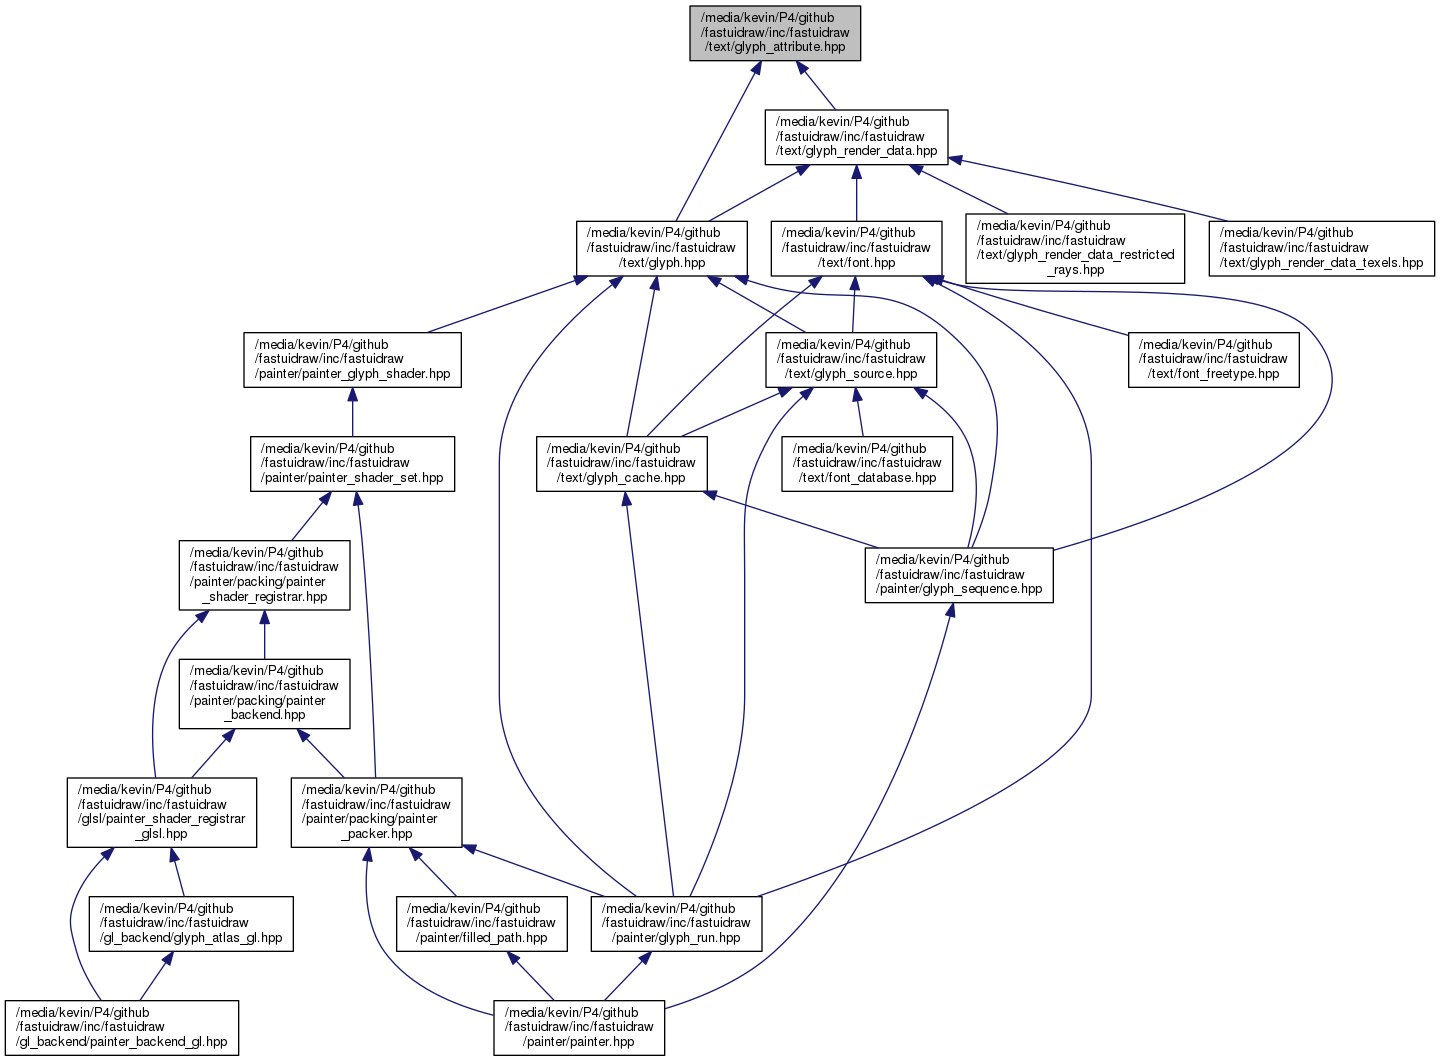 /media/kevin/P4/github
/fastuidraw/inc/fastuidraw
/text/glyph_attribute.hpp
/media/kevin/P4/github
/fastuidraw/inc/fastuidraw
/text/glyph_render_data.hpp
/media/kevin/P4/github
/fastuidraw/inc/fastuidraw
/text/glyph.hpp
/media/kevin/P4/github
/fastuidraw/inc/fastuidraw
/text/font.hpp
/media/kevin/P4/github
/fastuidraw/inc/fastuidraw
/text/glyph_render_data_restricted
_rays.hpp
/media/kevin/P4/github
/fastuidraw/inc/fastuidraw
/text/glyph_render_data_texels.hpp
/media/kevin/P4/github
/fastuidraw/inc/fastuidraw
/painter/painter_glyph_shader.hpp
/media/kevin/P4/github
/fastuidraw/inc/fastuidraw
/text/glyph_source.hpp
/media/kevin/P4/github
/fastuidraw/inc/fastuidraw
/text/font_freetype.hpp
/media/kevin/P4/github
/fastuidraw/inc/fastuidraw
/painter/painter_shader_set.hpp
/media/kevin/P4/github
/fastuidraw/inc/fastuidraw
/text/glyph_cache.hpp
/media/kevin/P4/github
/fastuidraw/inc/fastuidraw
/text/font_database.hpp
/media/kevin/P4/github
/fastuidraw/inc/fastuidraw
/painter/packing/painter
_shader_registrar.hpp
/media/kevin/P4/github
/fastuidraw/inc/fastuidraw
/painter/glyph_sequence.hpp
/media/kevin/P4/github
/fastuidraw/inc/fastuidraw
/painter/packing/painter
_backend.hpp
/media/kevin/P4/github
/fastuidraw/inc/fastuidraw
/glsl/painter_shader_registrar
_glsl.hpp
/media/kevin/P4/github
/fastuidraw/inc/fastuidraw
/painter/packing/painter
_packer.hpp
/media/kevin/P4/github
/fastuidraw/inc/fastuidraw
/gl_backend/glyph_atlas_gl.hpp
/media/kevin/P4/github
/fastuidraw/inc/fastuidraw
/painter/filled_path.hpp
/media/kevin/P4/github
/fastuidraw/inc/fastuidraw
/painter/glyph_run.hpp
/media/kevin/P4/github
/fastuidraw/inc/fastuidraw
/gl_backend/painter_backend_gl.hpp
/media/kevin/P4/github
/fastuidraw/inc/fastuidraw
/painter/painter.hpp